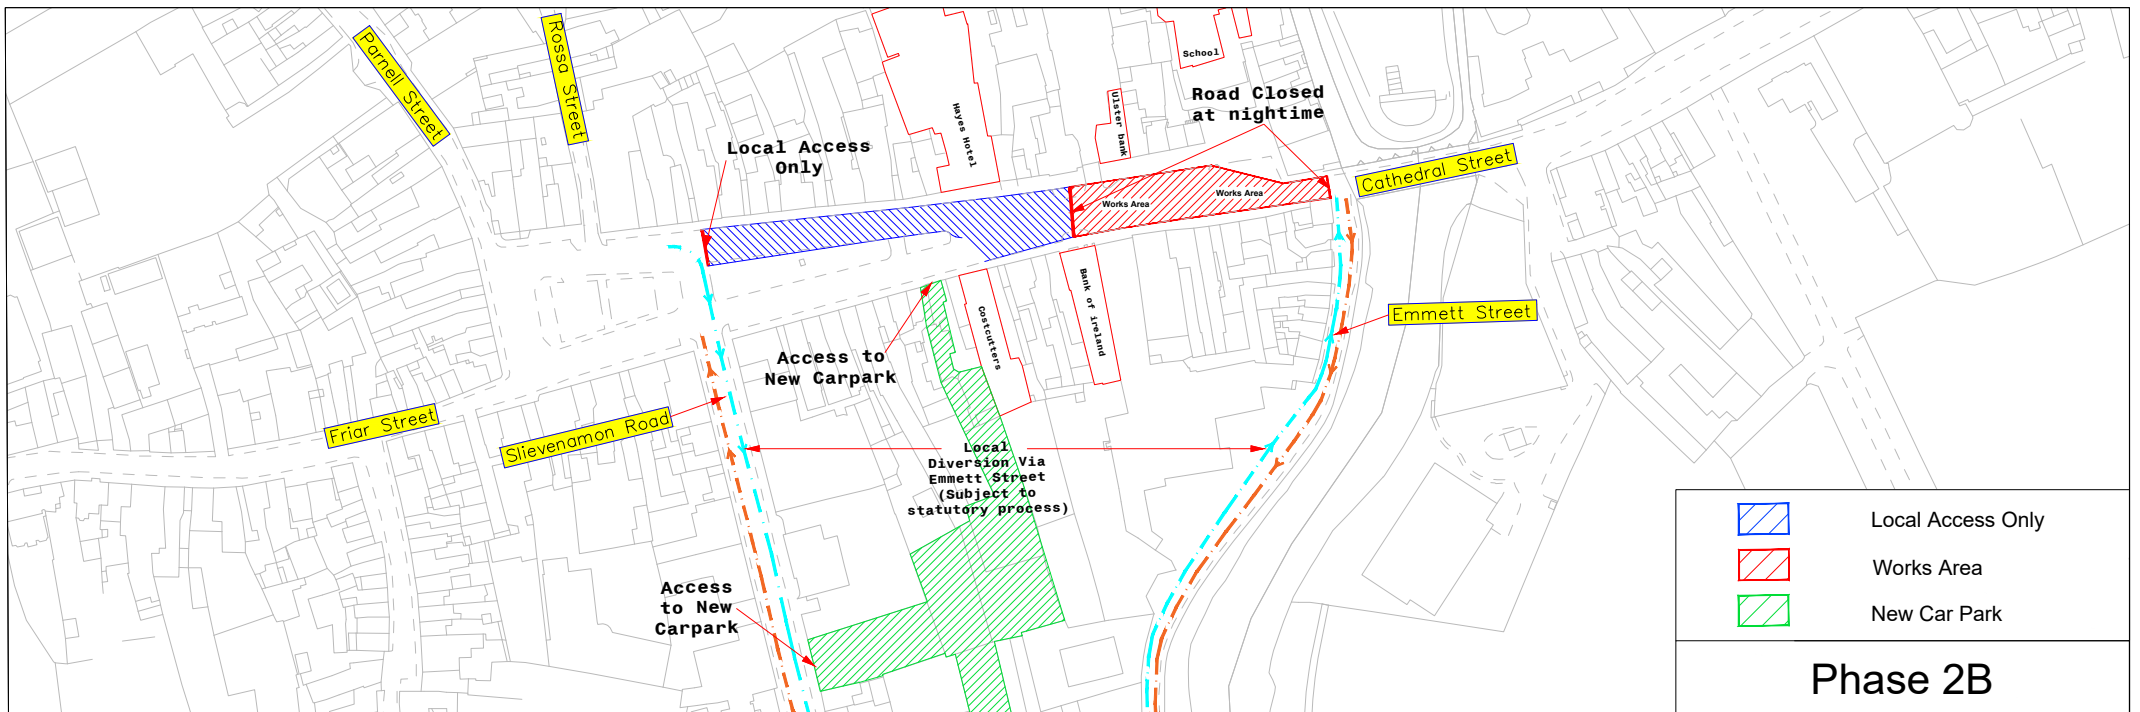 Parnell Street
Rossa Street
School
Hayes Hotel
Ulster bank
Road Closed
at nightime
Local Access
Only
Cathedral Street
Works Area
Works Area
Emmett Street
Bank of ireland
Costcutters
Access to
New Carpark
Friar Street
Slievenamon Road
Local
Diversion Via
Emmett Street
(Subject to
statutory process)
Access
to New
Carpark
Local Access Only
Works Area
New Car Park
Phase 2B